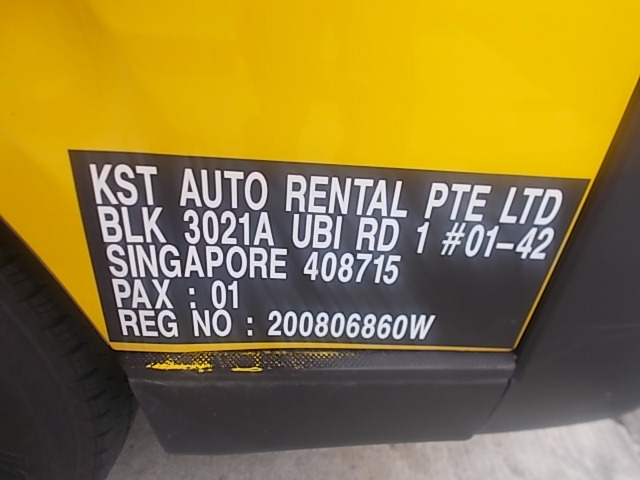 KST AUTO RENTAL PTE LTD
BLK 3021A UBI RD 1 #01-42
SINGAPORE 408715
PAX : 01
REG NO : 200806860W